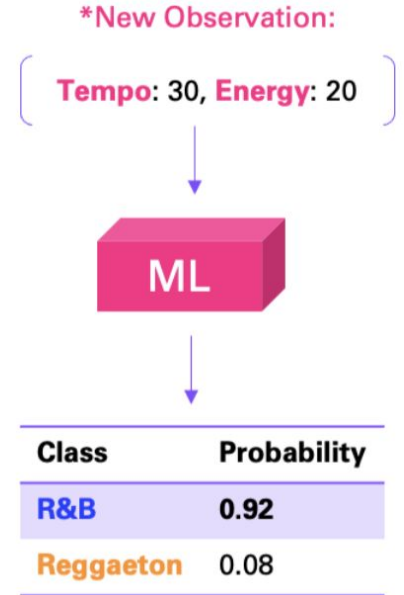 *New Observation:
Tempo: 30, Energy: 20
ML
Class Probability
R&B 0.92
Reggaeton 0.08